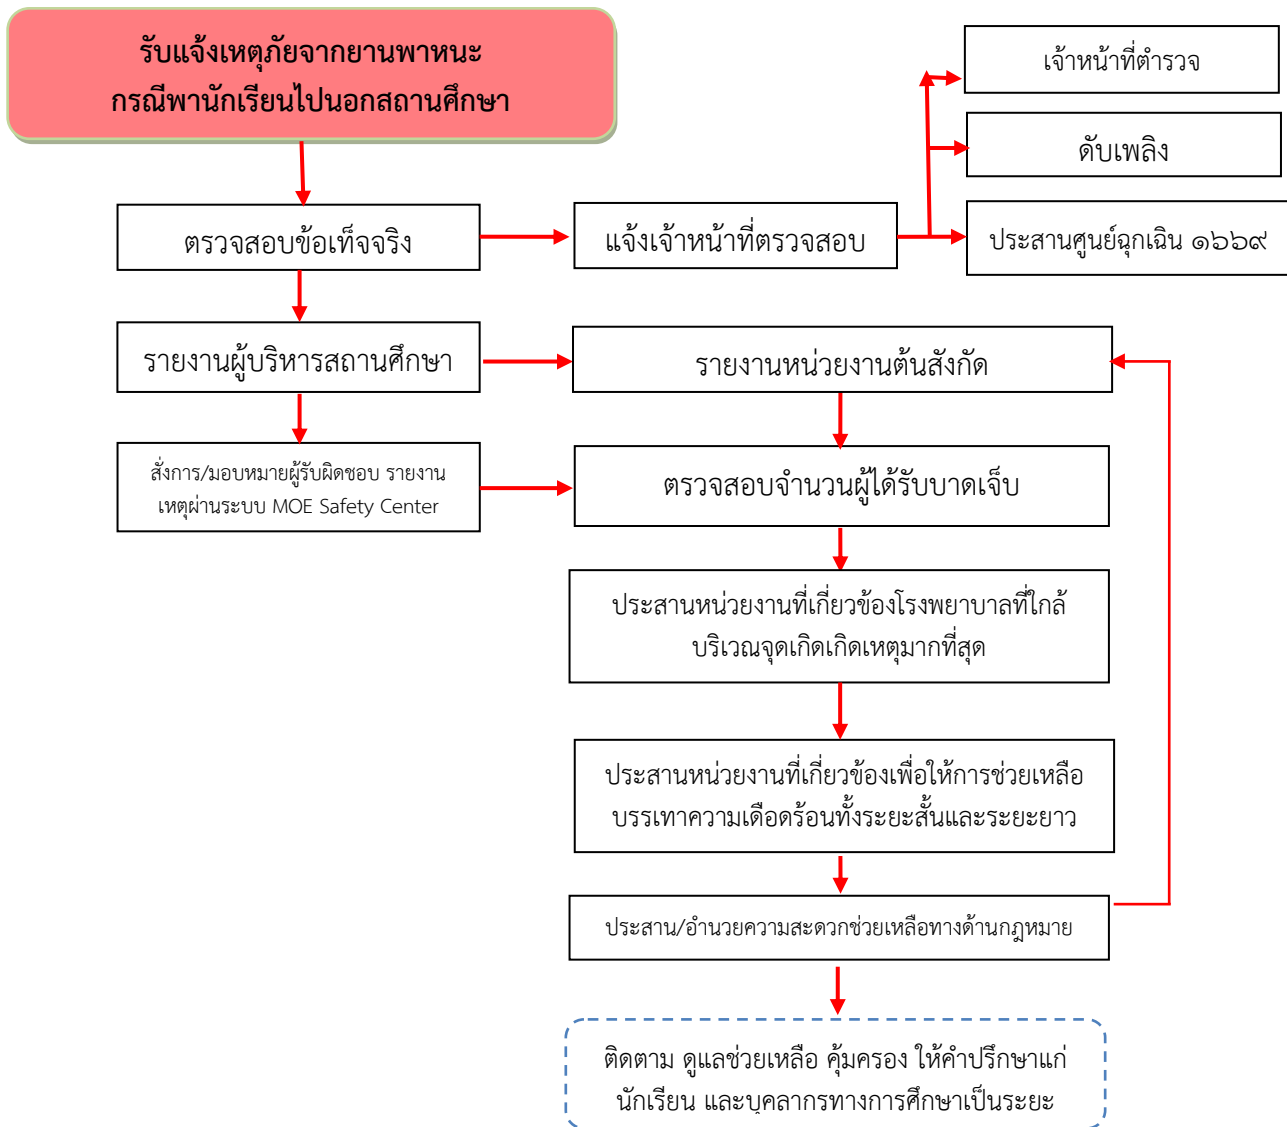 รับแจ้งเหตุภัยจากยานพาหนะ
กรณีพานักเรียนไปนอกสถานศึกษา
เจ้าหน้าที่ตำรวจ
ดับเพลิง
ตรวจสอบข้อเท็จจริง
แจ้งเจ้าหน้าที่ตรวจสอบ
ประสานศูนย์ฉุกเฉิน ๑๖๖๙
รายงานผู้บริหารสถานศึกษา
รายงานหน่วยงานต้นสังกัด
สั่งการ/มอบหมายผู้รับผิดชอบ รายงาน
เหตุผ่านระบบ MOE Safety Center
ตรวจสอบจำนวนผู้ได้รับบาดเจ็บ
ประสานหน่วยงานที่เกี่ยวข้องโรงพยาบาลที่ใกล้
บริเวณจุดเกิดเกิดเหตุมากที่สุด
ประสานหน่วยงานที่เกี่ยวข้องเพื่อให้การช่วยเหลือ
บรรเทาความเดือดร้อนทั้งระยะสั้นและระยะยาว
ประสาน/อำนวยความสะดวกช่วยเหลือทางด้านกฎหมาย
ติดตาม ดูแลช่วยเหลือ คุ้มครอง ให้คำปรึกษาแก่
นักเรียน และบุคลากรทางการศึกษาเป็นระยะ